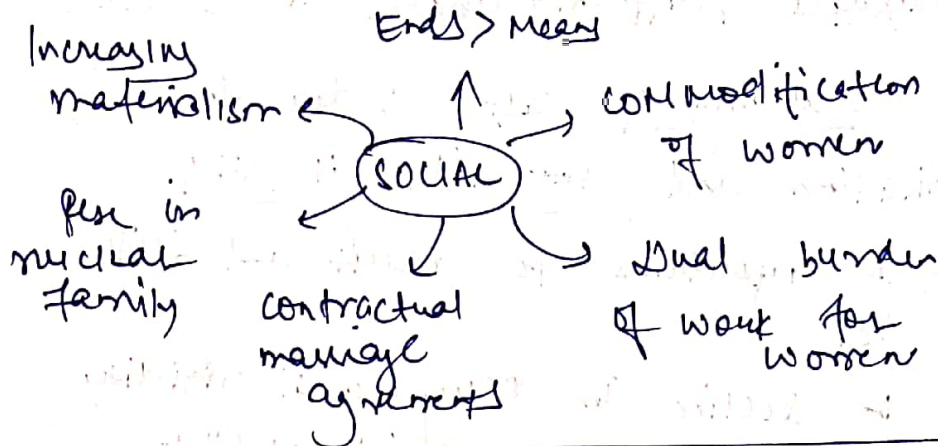 Ends > Means
Increasing
materialism
commodification
of women
SOCIAL
Rise in
nuclear
family
contractual
marriage
agreements
Dual burden
of work for
women